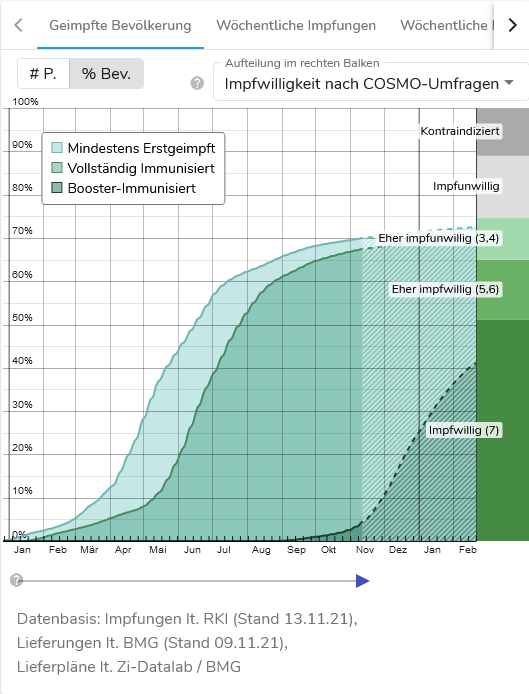 Geimpfte Bevölkerung
Wöchentliche Impfungen
Wöchentliche
# P.
% Bev.
Aufteilung im rechten Balken
Impfwilligkeit nach COSMO-Umfragen
100%
90%
80%
70%
60%
50%
40%
30%
20%
10%
0%
Mindestens Erstgeimpft
Vollständig Immunisiert
Booster-Immunisiert
Kontraindiziert
Impfunwillig
Eher impfunwillig (3,4)
Eher impfwillig (5,6)
Impfwillig (7)
Jan Feb Mär Apr Mai Jun Jul Aug Sep Okt Nov Dez Jan Feb
Datenbasis: Impfungen lt. RKI (Stand 13.11.21),
Lieferungen lt. BMG (Stand 09.11.21),
Lieferpläne lt. Zi-Datalab / BMG